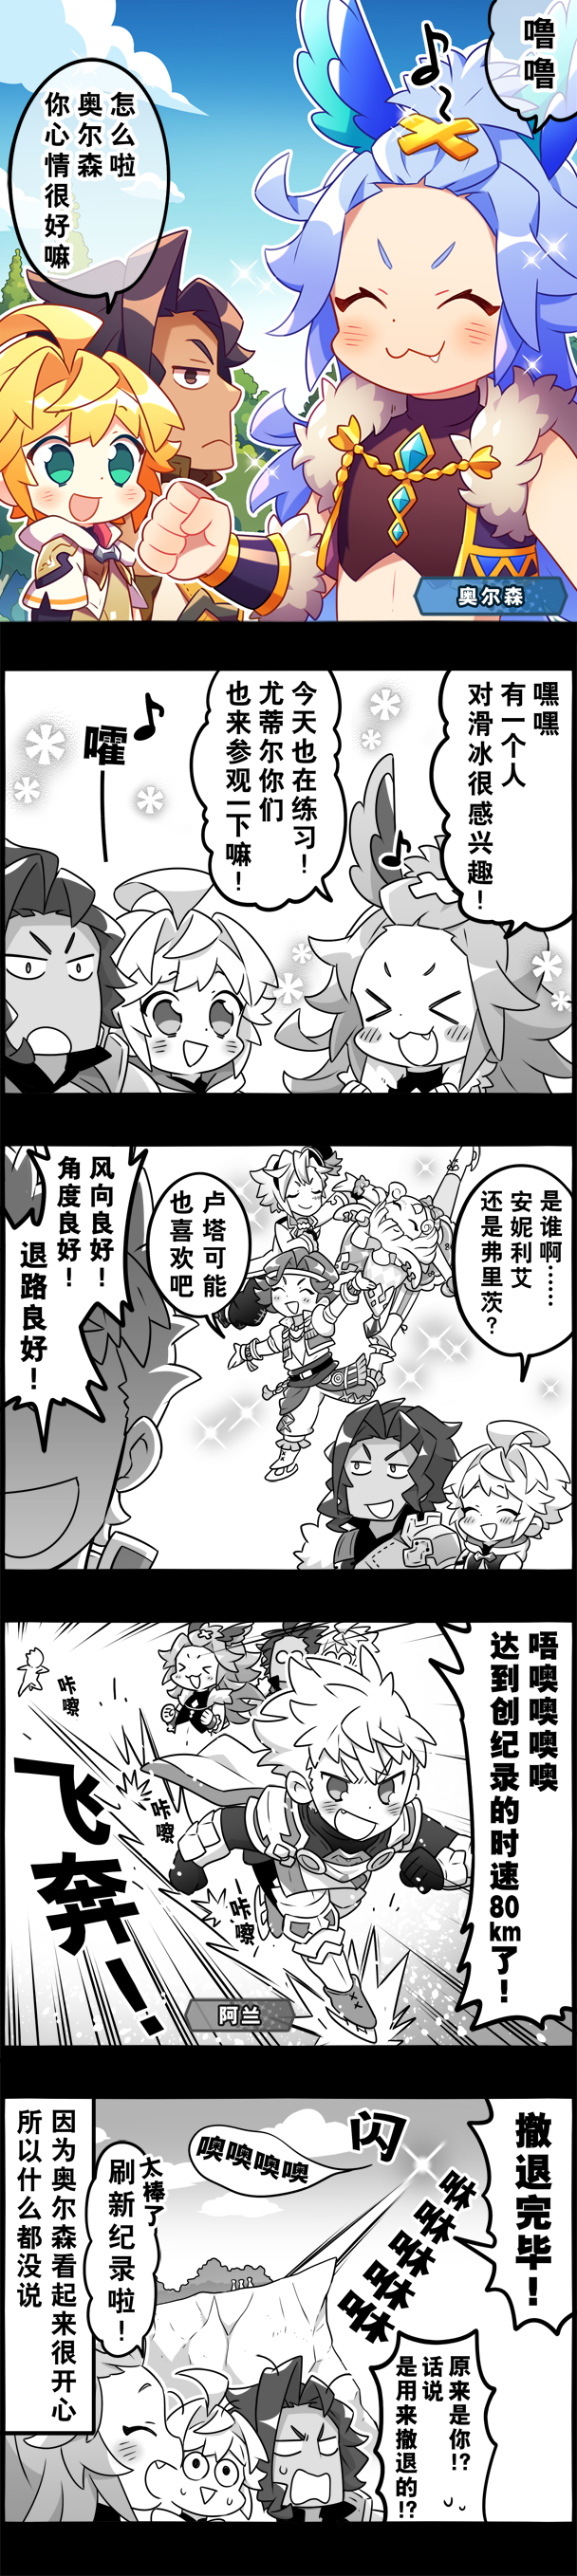 噜噜
怎么啦
奥尔森
你心情很好嘛
奥尔森
嘿嘿
有一个人
对滑冰很感兴趣！
今天也在练习！
尤蒂尔你们
也来参观一下嘛！
嚯—
是谁啊……
安妮利艾
还是弗里茨？
卢塔可能
也喜欢吧
风向良好！
角度良好！
退路良好！
唔噢噢噢噢
达到创纪录的时速80km了！
咔嚓
咔嚓
咔嚓
飞奔！
阿兰
撤退完毕！
闪
噢噢噢噢
咻咻咻咻咻
原来是你!?
话说
是用来撤退的!?
太棒了
刷新纪录啦！
因为奥尔森看起来很开心
所以什么都没说